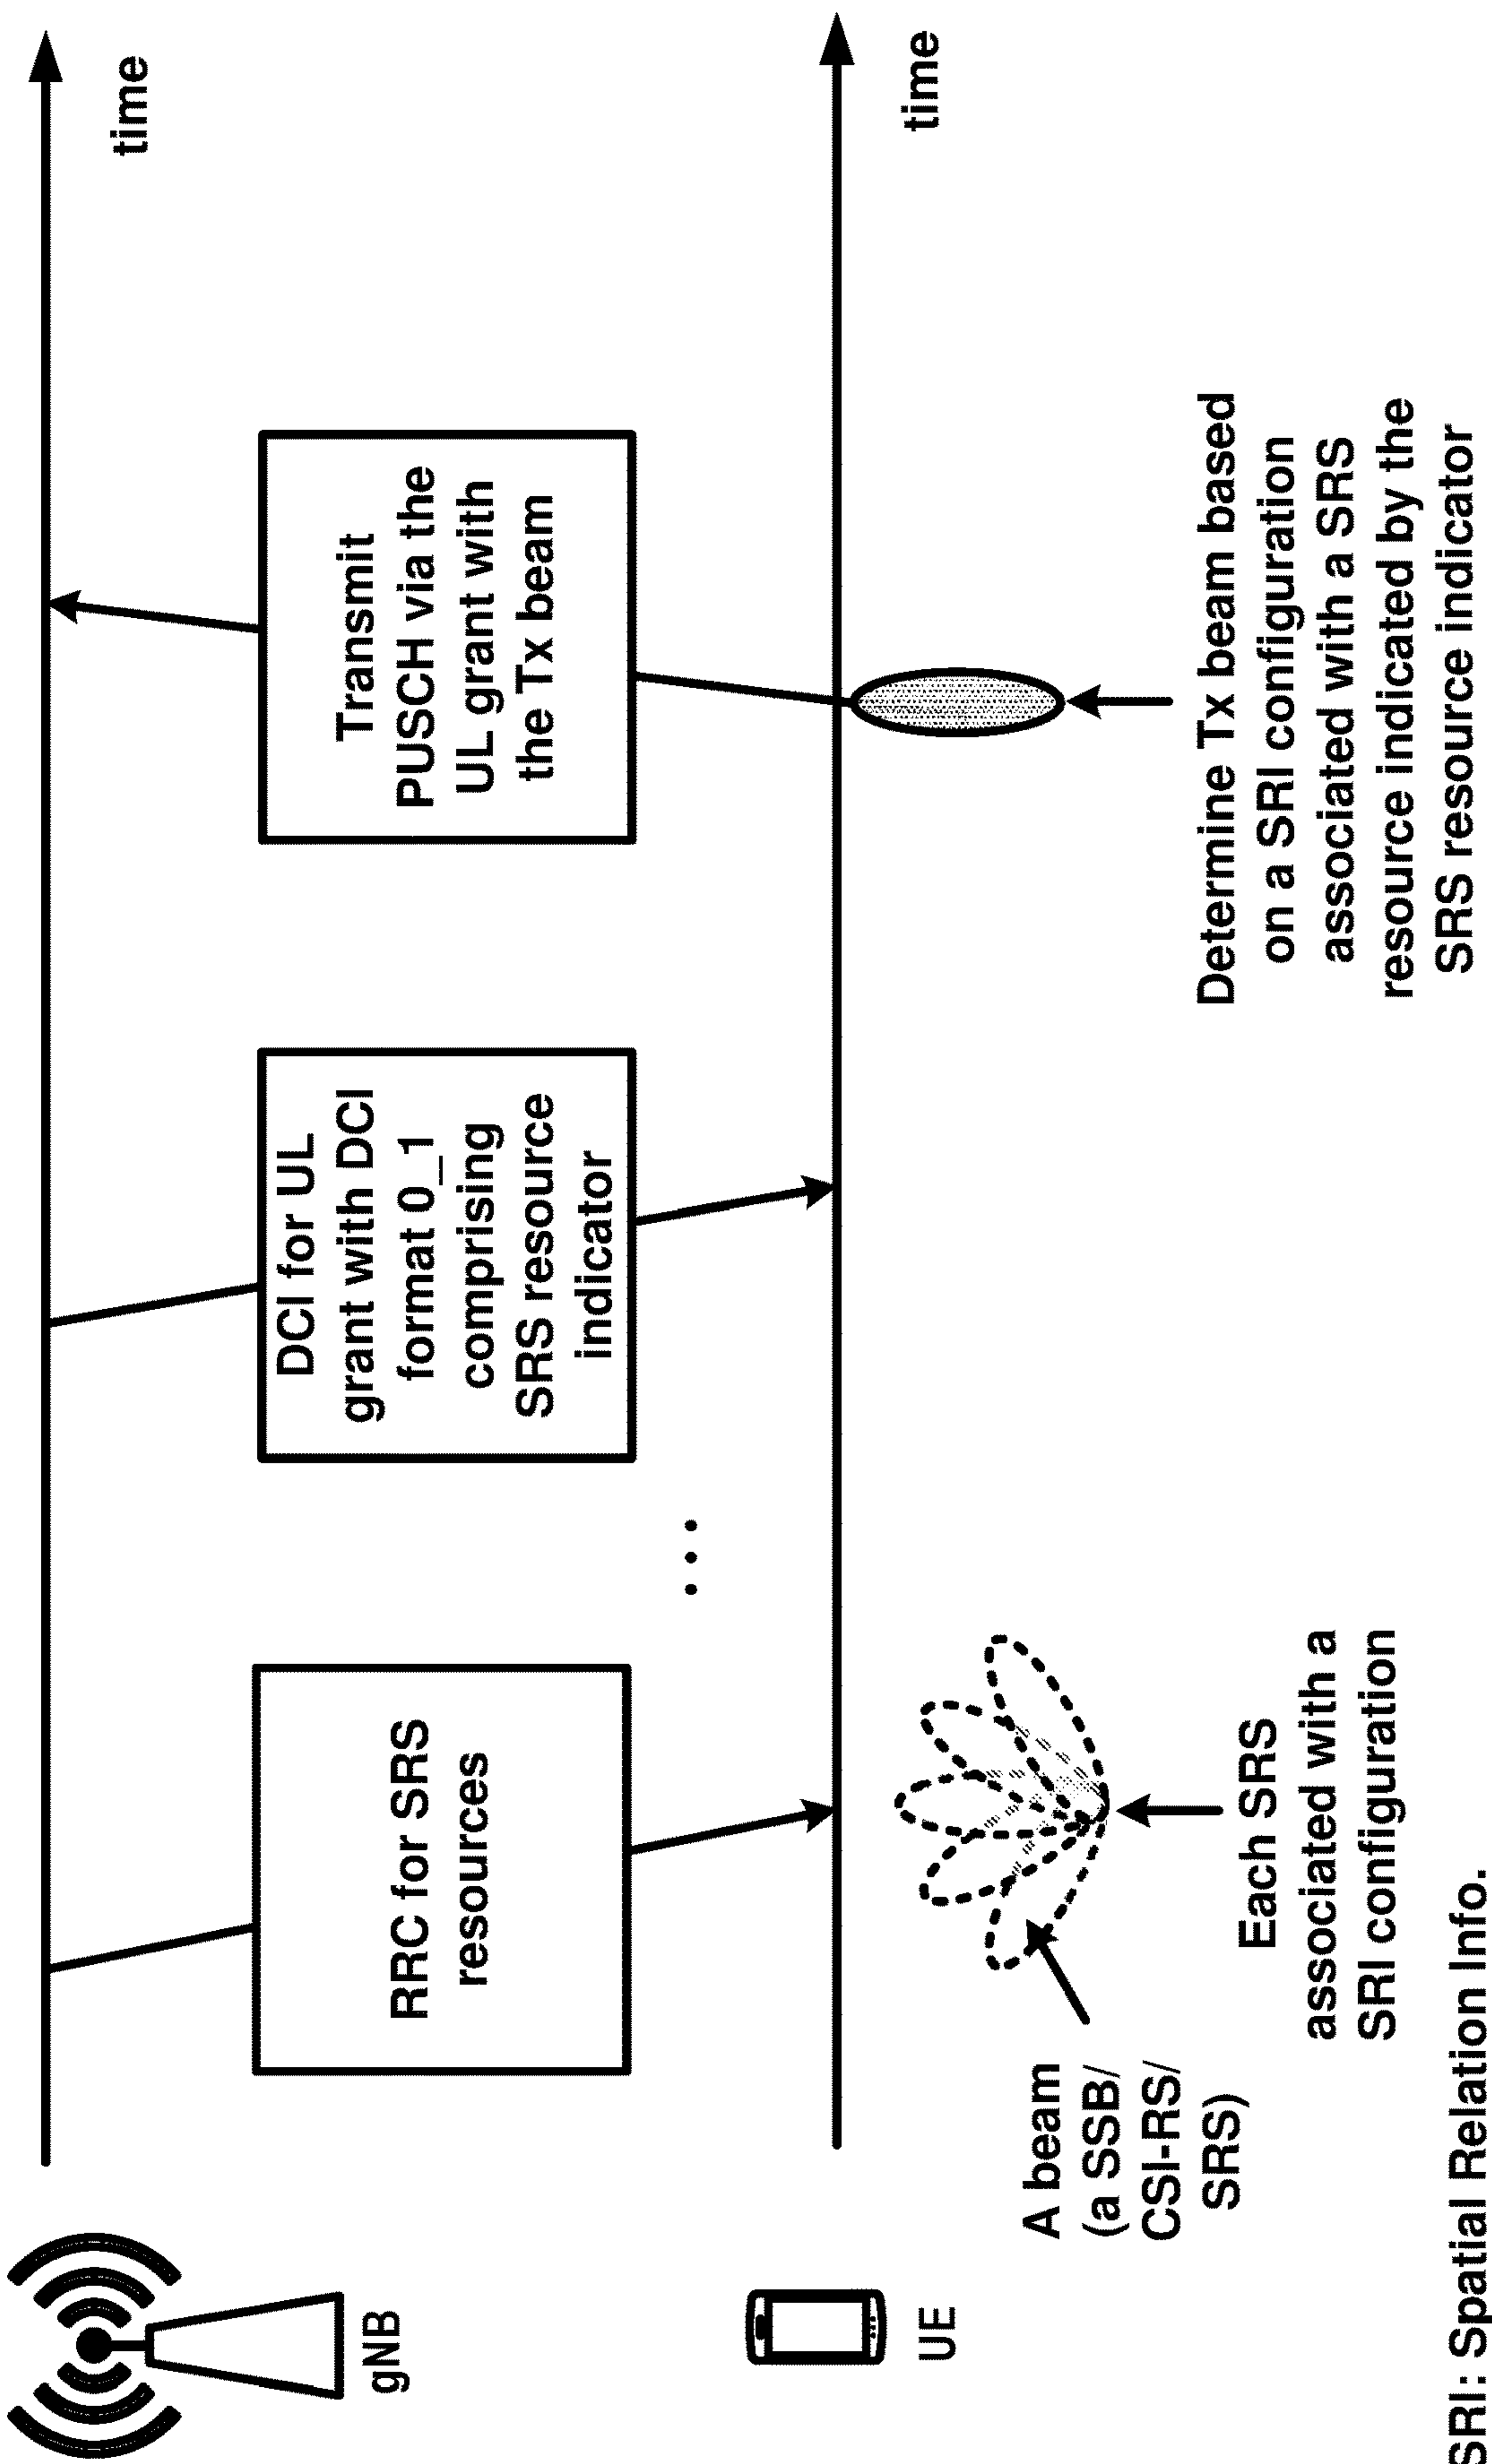 gNB
time
RRC for SRS
resources
DCI for UL
grant with DCI
format 0_1
comprising
SRS resource
indicator
Transmit
PUSCH via the
UL grant with
the Tx beam
...
UE
time
A beam
(a SSB/
CSI-RS/
SRS)
Each SRS
associated with a
SRI configuration
Determine Tx beam based
on a SRI configuration
associated with a SRS
resource indicated by the
SRS resource indicator
SRI: Spatial Relation Info.